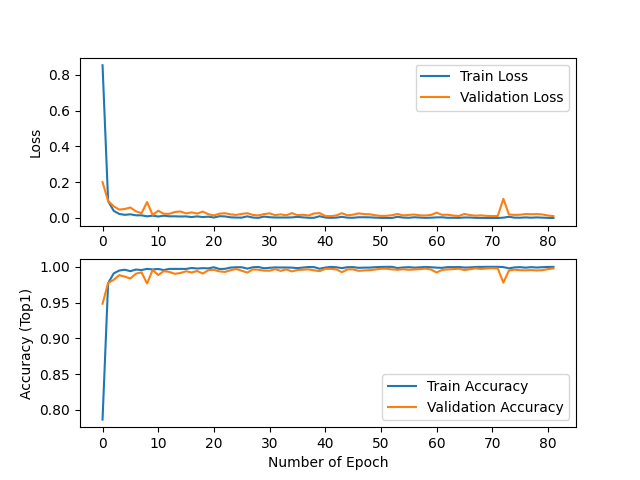 0.8
0.6
0.4
0.2
0.0
Loss
Train Loss
Validation Loss
0 10 20 30 40 50 60 70 80
1.00
0.95
0.90
0.85
0.80
Accuracy (Top1)
Train Accuracy
Validation Accuracy
0 10 20 30 40 50 60 70 80
Number of Epoch